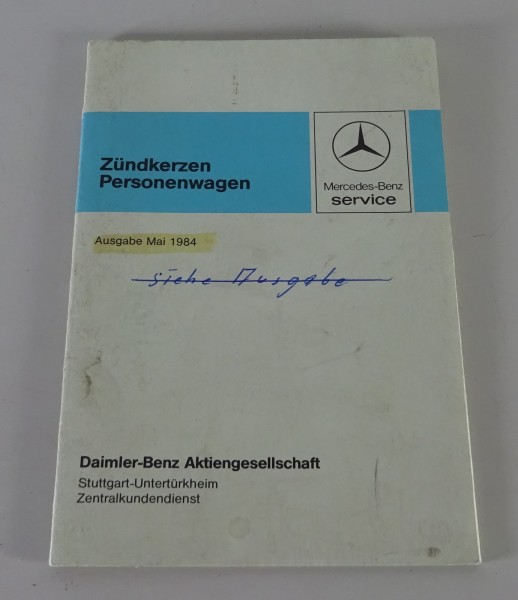 Zündkerzen
Personenwagen
Mercedes-Benz
service
Ausgabe Mai 1984
siehe Ausgabe
Daimler-Benz Aktiengesellschaft
Stuttgart-Untertürkheim
Zentralkundendienst